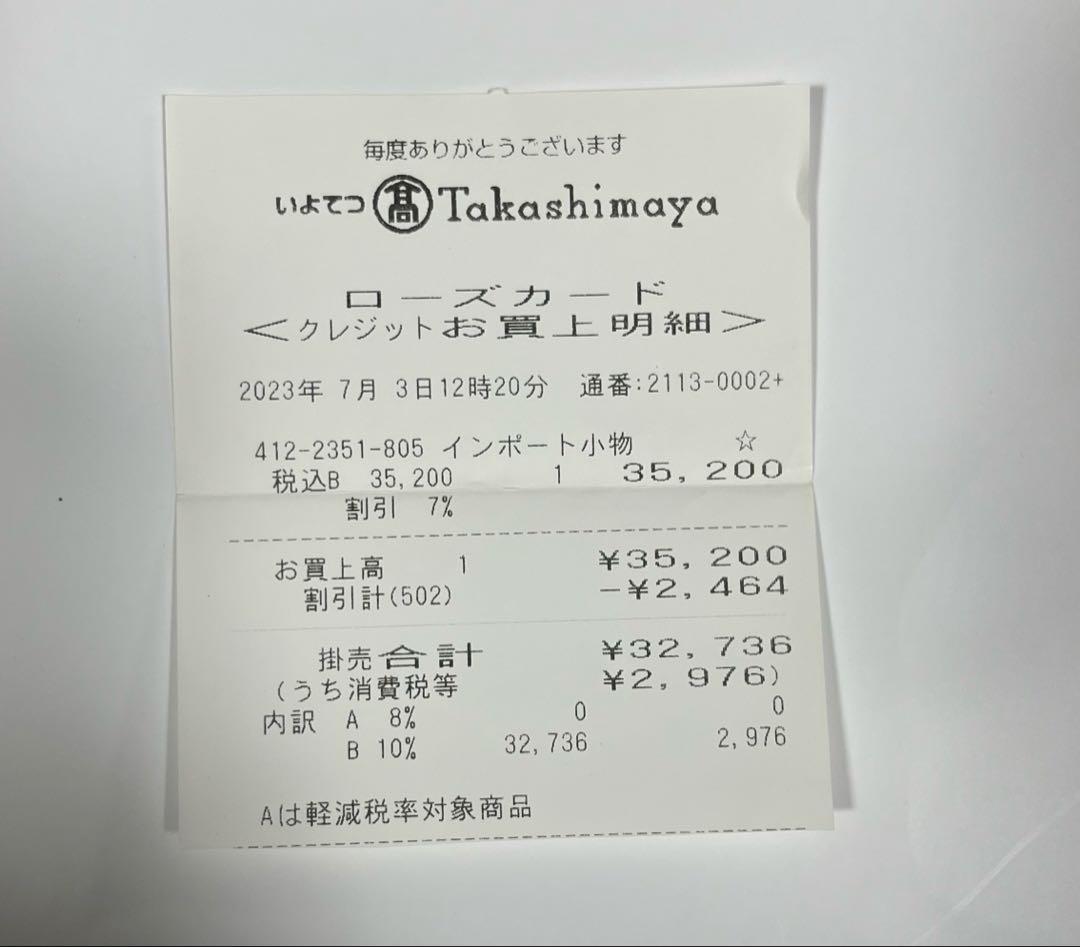 毎度ありがとうございます
いよてつ 髙 Takashimaya
ローズカード
＜クレジットお買上明細＞
2023年 7月 3日12時20分 通番:2113-0002+
412-2351-805 インポート小物 ☆
税込B 35,200 1 35,200
割引 7%
お買上高 1 ¥35,200
割引計(502) -¥2,464
掛売合計 ¥32,736
(うち消費税等 ¥2,976)
内訳 A 8% 0 0
B 10% 32,736 2,976
Aは軽減税率対象商品